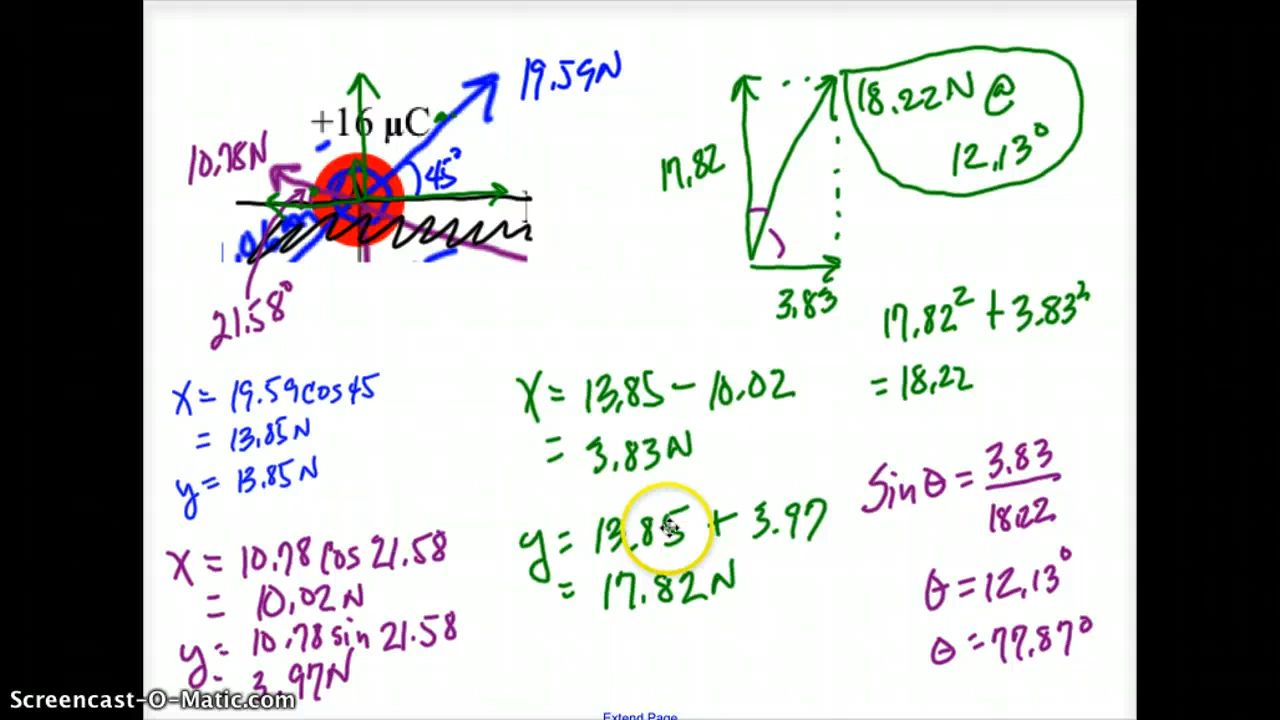 19.59N
+16 μC
18.22N @
12.13°
10.78N
45°
17.82
21.58°
3.83
17.82² + 3.83²
= 18.22
x = 19.59cos45
= 13.85N
y = 13.85N
x = 13.85 - 10.02
= 3.83N
sinθ = 3.83
18.22
y = 13.85 + 3.97
= 17.82N
x = 10.78 cos 21.58
= 10.02N
y = 10.78 sin 21.58
= 3.97N
θ = 12.13°
θ = 77.87°
Screencast-O-Matic.com
Extend Page